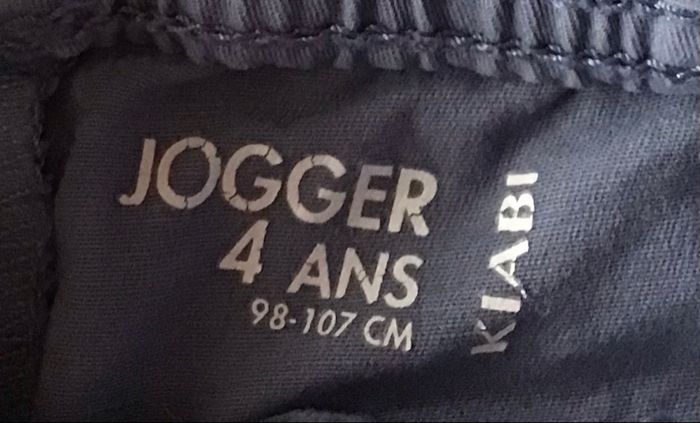 JOGGER
4 ANS
98-107 CM
KIABI